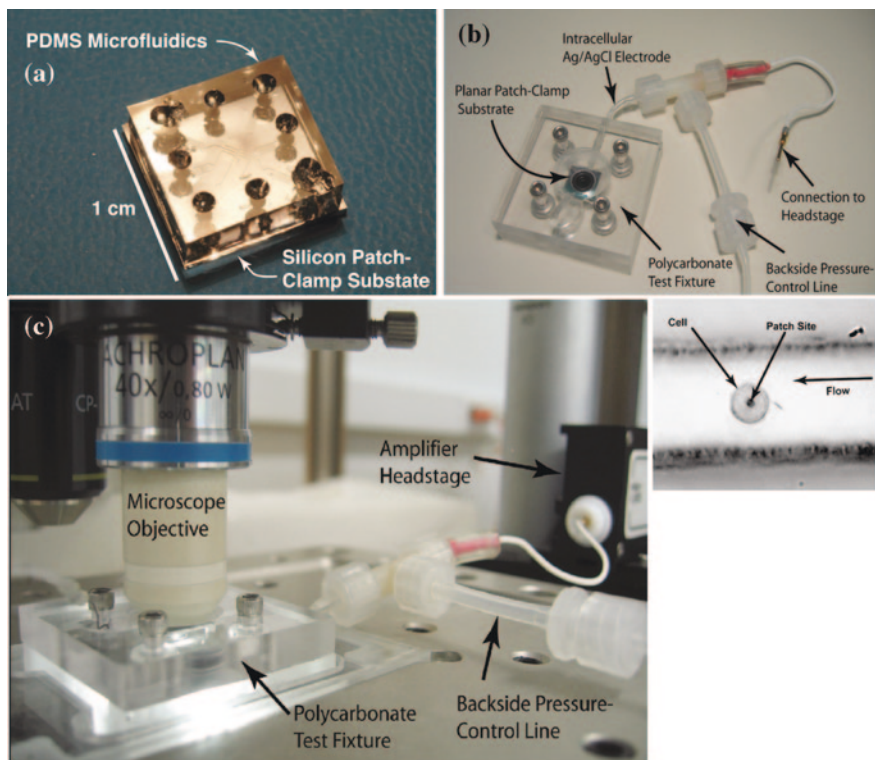 PDMS Microfluidics
(a)
1 cm
Silicon Patch-
Clamp Substate
(b)
Intracellular
Ag/AgCl Electrode
Planar Patch-Clamp
Substrate
Connection to
Headstage
Polycarbonate
Test Fixture
Backside Pressure-
Control Line
(c)
ACHROPLAN
40x/0,80 W
∞/0
AT
CP-
Microscope
Objective
Amplifier
Headstage
Polycarbonate
Test Fixture
Backside Pressure-
Control Line
Cell
Patch Site
Flow